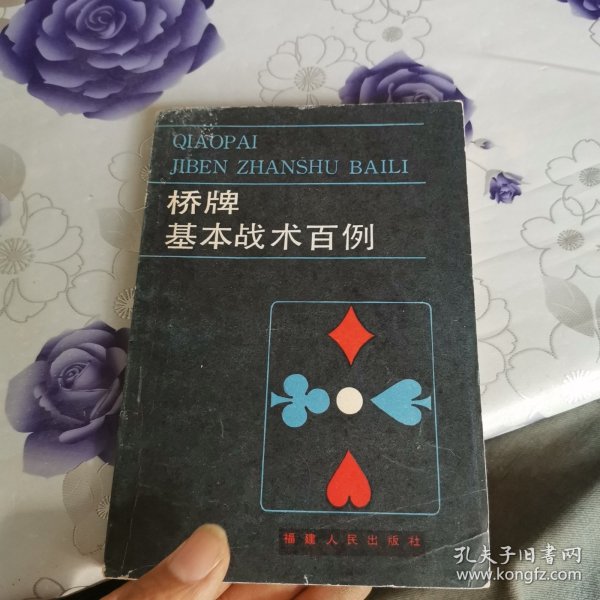 QIAOPAI
JIBEN ZHANSHU BAILI
桥牌
基本战术百例
福建人民出版社
孔夫子旧书网
www.kongfz.com